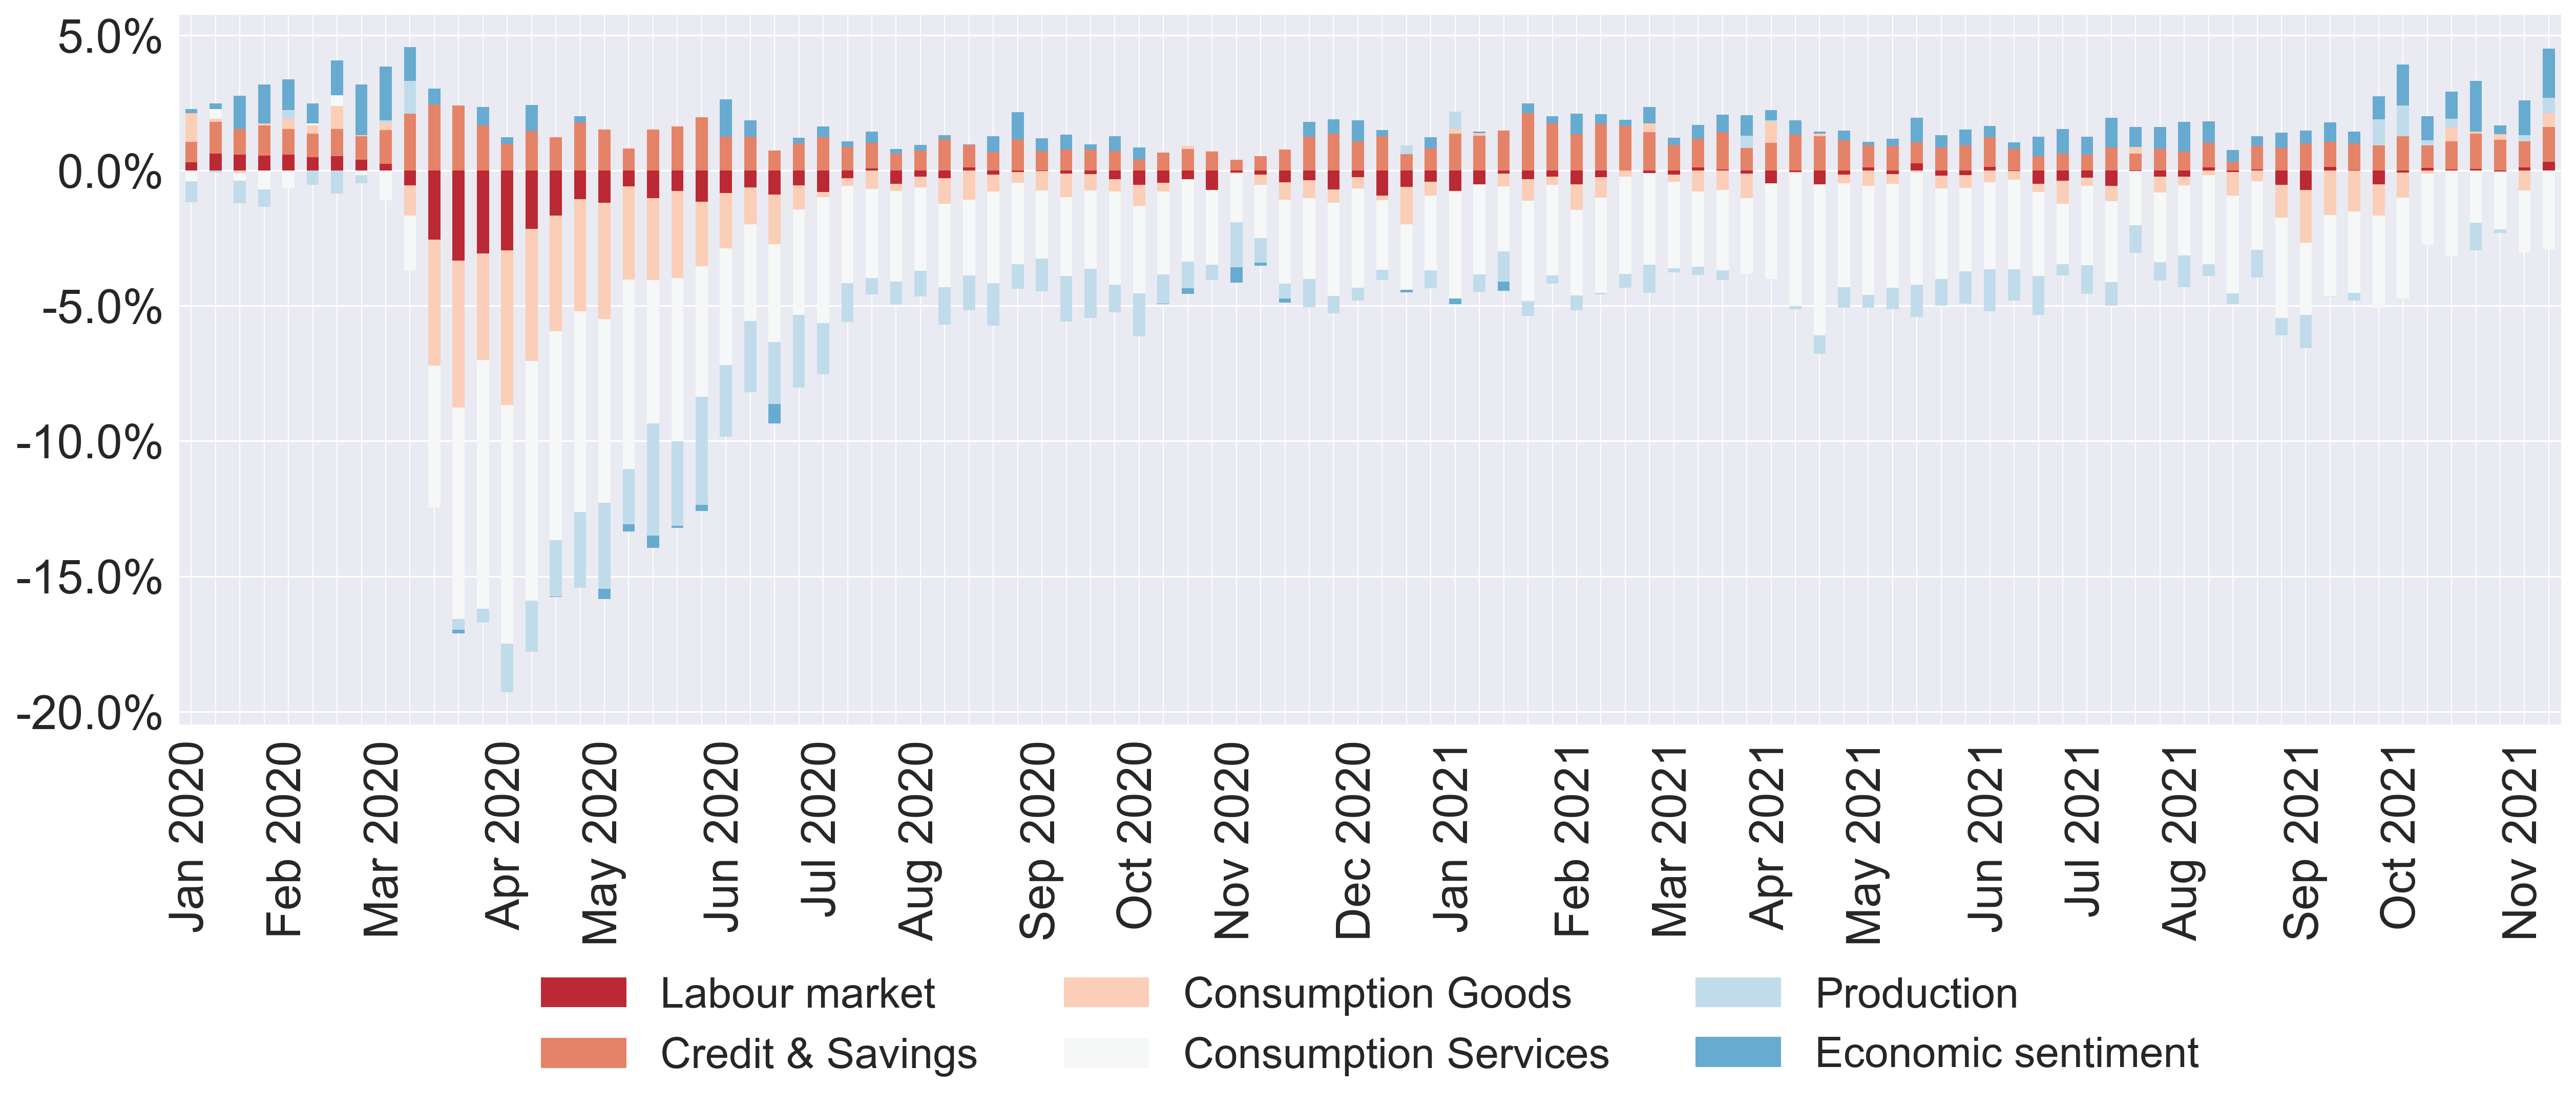 5.0%
0.0%
-5.0%
-10.0%
-15.0%
-20.0%
Jan 2020
Feb 2020
Mar 2020
Apr 2020
May 2020
Jun 2020
Jul 2020
Aug 2020
Sep 2020
Oct 2020
Nov 2020
Dec 2020
Jan 2021
Feb 2021
Mar 2021
Apr 2021
May 2021
Jun 2021
Jul 2021
Aug 2021
Sep 2021
Oct 2021
Nov 2021
Labour market
Consumption Goods
Production
Credit & Savings
Consumption Services
Economic sentiment